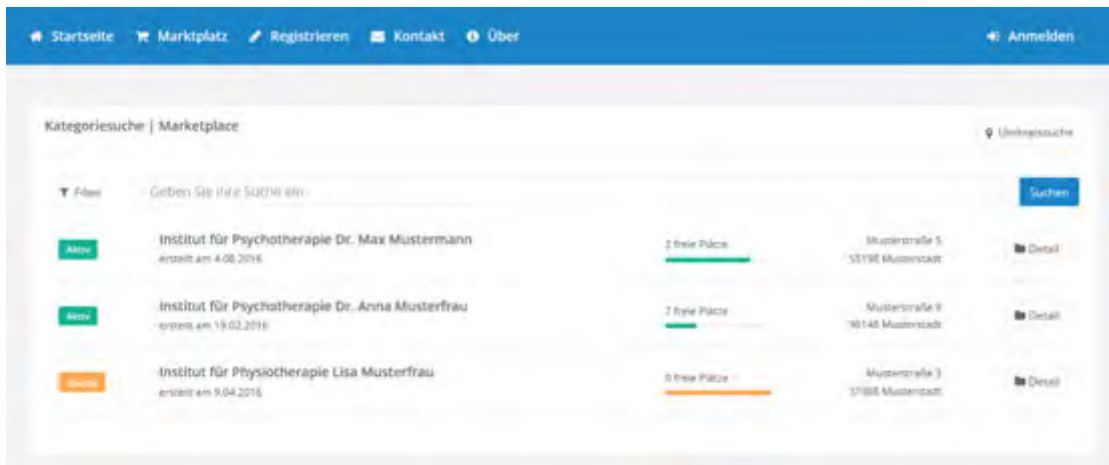 Startseite Marktplatz Registrieren Kontakt Über Anmelden
Kategoriesuche | Marketplace
Umkreissuche
Filter Geben Sie Ihre Suche ein Suchen
Aktiv Institut für Psychotherapie Dr. Max Mustermann 2 freie Plätze Musterstraße 5
erstellt am 4.08.2016 Musterstadt Detail
Aktiv Institut für Psychotherapie Dr. Anna Musterfrau 7 freie Plätze Musterstraße
erstellt am 19.02.2016 Musterstadt Detail
Institut für Physiotherapie Lisa Musterfrau 0 freie Plätze Musterstraße 3
erstellt am 9.04.2016 Musterstadt Detail